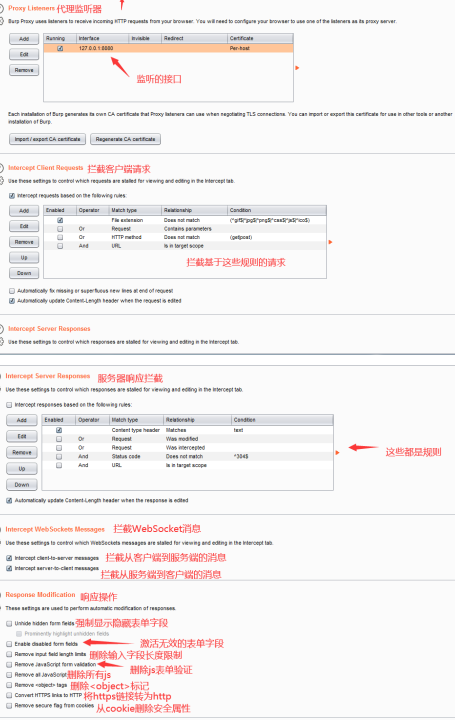 Proxy Listeners 代理监听器
Burp Proxy uses listeners to receive incoming HTTP requests from your browser. You will need to configure your browser to use one of the listeners as its proxy server.
Add Running Interface Invisible Redirect Certificate
127.0.0.1:8080 Per-host
Edit
Remove
监听的接口
Each installation of Burp generates its own CA certificate that Proxy listeners can use when negotiating TLS connections. You can import or export this certificate for use in other tools or another
installation of Burp.
Import / export CA certificate Regenerate CA certificate
Intercept Client Requests 拦截客户端请求
Use these settings to control which requests are stalled for viewing and editing in the Intercept tab.
Intercept requests based on the following rules:
Add Enabled Operator Match type Relationship Condition
File extension Does not match (^gif$|^jpg$|^png$|^css$|^js$|^ico$)
Edit Or Request Contains parameters
Or HTTP method Does not match (get|post)
Remove And URL Is in target scope
Up
拦截基于这些规则的请求
Down
Automatically fix missing or superfluous new lines at end of request
Automatically update Content-Length header when the request is edited
Intercept Server Responses
Use these settings to control which responses are stalled for viewing and editing in the Intercept tab.
Intercept Server Responses 服务器响应拦截
Use these settings to control which responses are stalled for viewing and editing in the Intercept tab.
Intercept responses based on the following rules:
Add Enabled Operator Match type Relationship Condition
Content type header Matches text
Edit Or Request Was modified
Or Request Was intercepted
Remove And Status code Does not match ^304$
And URL Is in target scope
这些都是规则
Up
Down
Automatically update Content-Length header when the response is edited
Intercept WebSockets Messages 拦截WebSocket消息
Use these settings to control which WebSockets messages are stalled for viewing and editing in the Intercept tab.
Intercept client-to-server messages 拦截从客户端到服务端的消息
Intercept server-to-client messages
拦截从服务端到客户端的消息
Response Modification 响应操作
These settings are used to perform automatic modification of responses.
Unhide hidden form fields 强制显示隐藏表单字段
Prominently highlight unhidden fields
Enable disabled form fields 激活无效的表单字段
Remove input field length limits 删除输入字段长度限制
Remove JavaScript form validation 删除js表单验证
Remove all JavaScript 删除所有js
Remove <object> tags 删除<object>标记
Convert HTTPS links to HTTP 将https链接转为http
Remove secure flag from cookies 从cookie删除安全属性